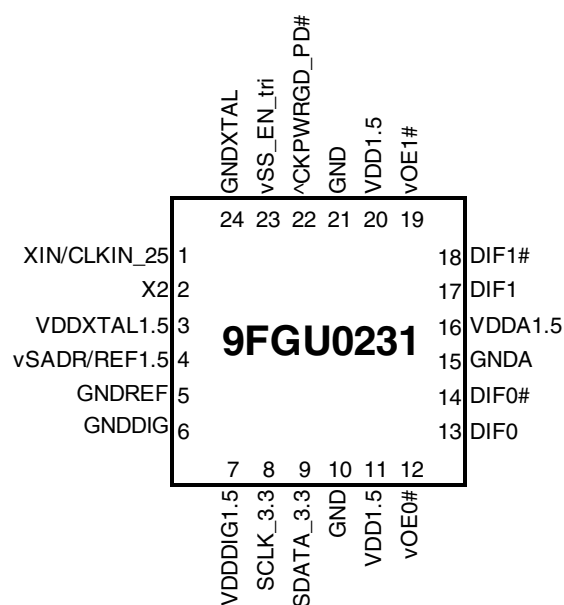 GNDXTAL
vSS_EN_tri
^CKPWRGD_PD#
GND
VDD1.5
vOE1#
24 23 22 21 20 19
XIN/CLKIN_25 1
X2 2
VDDXTAL1.5 3
vSADR/REF1.5 4
GNDREF 5
GNDDIG 6
9FGU0231
18 DIF1#
17 DIF1
16 VDDA1.5
15 GNDA
14 DIF0#
13 DIF0
7 8 9 10 11 12
VDDDIG1.5
SCLK_3.3
SDATA_3.3
GND
VDD1.5
vOE0#